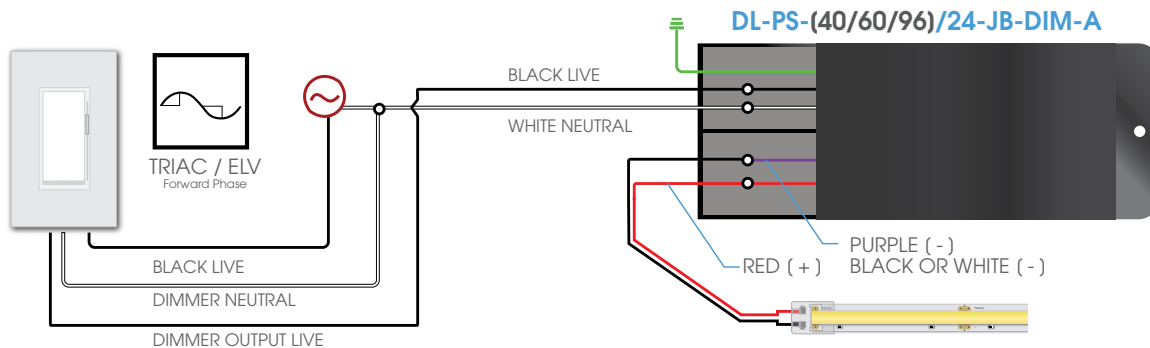 DL-PS-(40/60/96)/24-JB-DIM-A
BLACK LIVE
WHITE NEUTRAL
TRIAC / ELV
Forward Phase
PURPLE ( - )
BLACK OR WHITE ( - )
RED ( + )
BLACK LIVE
DIMMER NEUTRAL
DIMMER OUTPUT LIVE